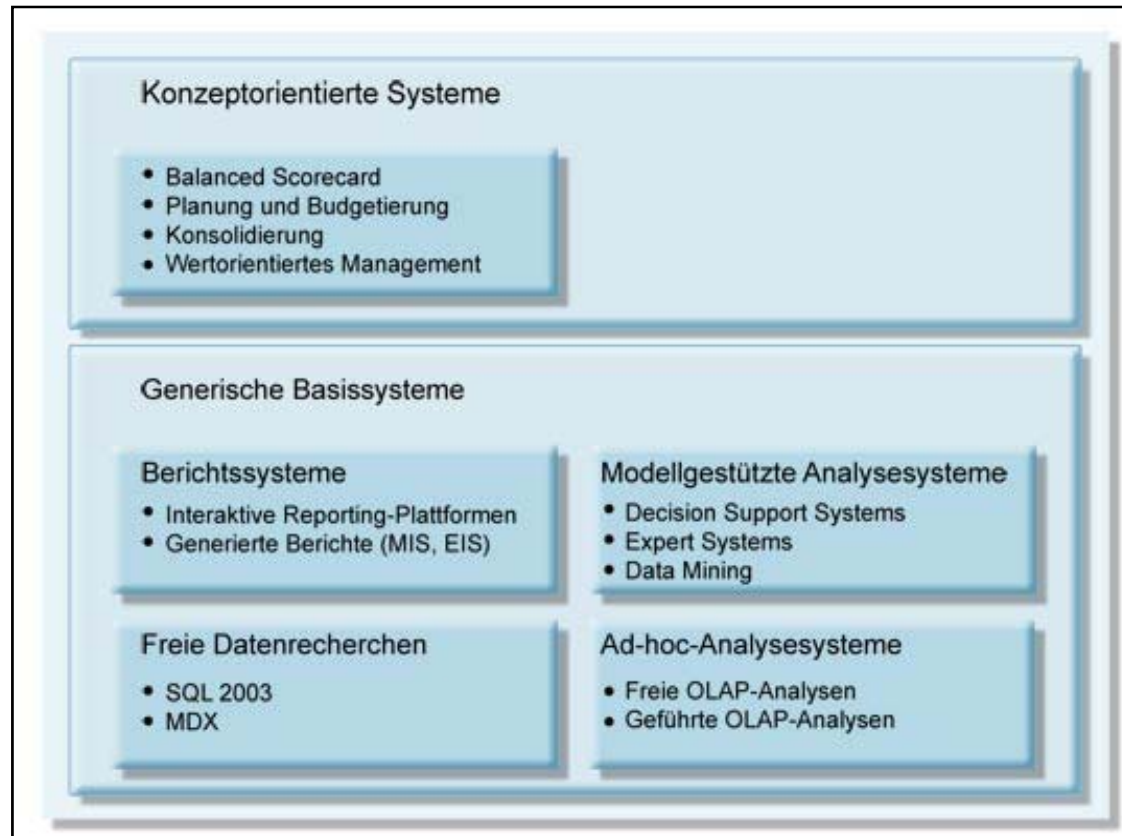 Konzeptorientierte Systeme
• Balanced Scorecard
• Planung und Budgetierung
• Konsolidierung
• Wertorientiertes Management
Generische Basissysteme
Berichtssysteme
• Interaktive Reporting-Plattformen
• Generierte Berichte (MIS, EIS)
Modellgestützte Analysesysteme
• Decision Support Systems
• Expert Systems
• Data Mining
Freie Datenrecherchen
• SQL 2003
• MDX
Ad-hoc-Analysesysteme
• Freie OLAP-Analysen
• Geführte OLAP-Analysen